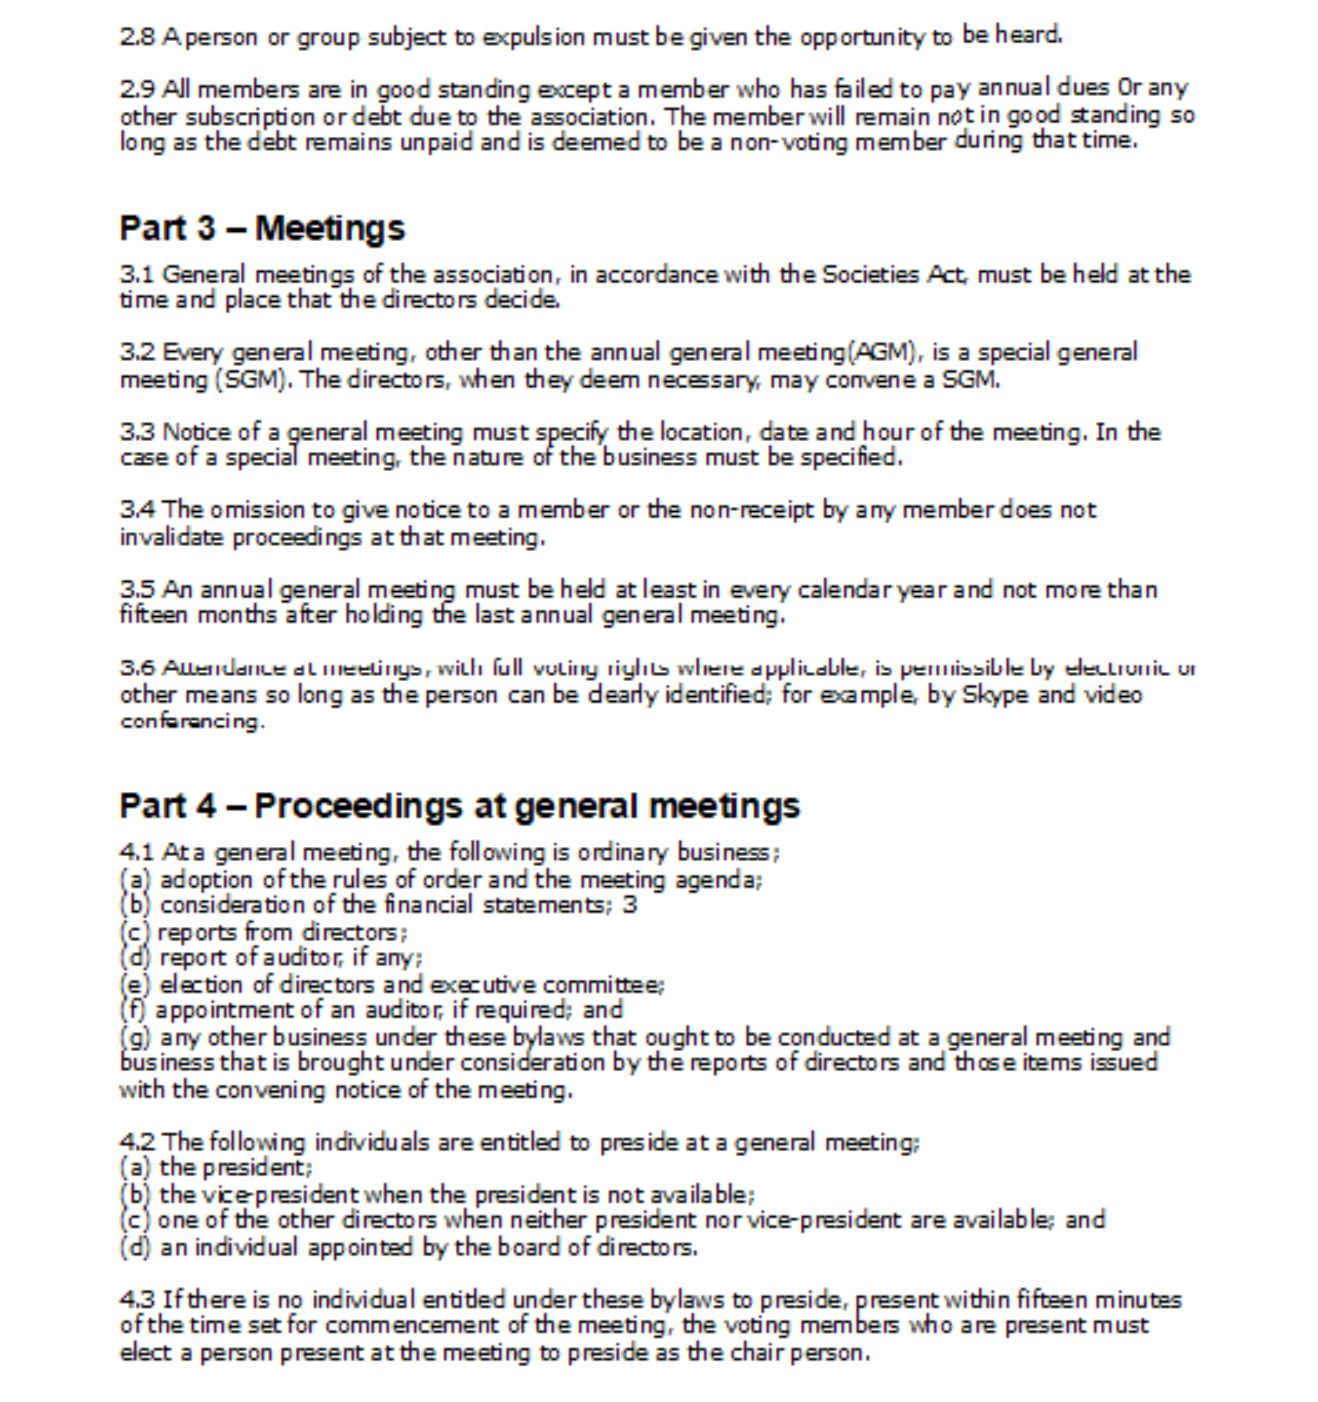 2.8 A person or group subject to expulsion must be given the opportunity to be heard.
2.9 All members are in good standing except a member who has failed to pay annual dues 0r any
other subscription or debt due to the association. The member will remain not in good standing so
long as the debt remains unpaid and is deemed to be a non-voting member during that time.
Part 3 – Meetings
3.1 General meetings of the association, in accordance with the Societies Act, must be held at the
time and place that the directors decide.
3.2 Every general meeting, other than the annual general meeting(AGM), is a special general
meeting (SGM). The directors, when they deem necessary, may convene a SGM.
3.3 Notice of a general meeting must specify the location, date and hour of the meeting. In the
case of a special meeting, the nature of the business must be specified.
3.4 The omission to give notice to a member or the non-receipt by any member does not
invalidate proceedings at that meeting.
3.5 An annual general meeting must be held at least in every calendar year and not more than
fifteen months after holding the last annual general meeting.
3.6 Attendance at meetings, with full voting rights where applicable, is permissible by electronic or
other means so long as the person can be clearly identified; for example, by Skype and video
conferencing.
Part 4 – Proceedings at general meetings
4.1 At a general meeting, the following is ordinary business;
(a) adoption of the rules of order and the meeting agenda;
(b) consideration of the financial statements; 3
(c) reports from directors;
(d) report of auditor, if any;
(e) election of directors and executive committee;
(f) appointment of an auditor, if required; and
(g) any other business under these bylaws that ought to be conducted at a general meeting and
business that is brought under consideration by the reports of directors and those items issued
with the convening notice of the meeting.
4.2 The following individuals are entitled to preside at a general meeting;
(a) the president;
(b) the vice-president when the president is not available;
(c) one of the other directors when neither president nor vice-president are available; and
(d) an individual appointed by the board of directors.
4.3 If there is no individual entitled under these bylaws to preside, present within fifteen minutes
of the time set for commencement of the meeting, the voting members who are present must
elect a person present at the meeting to preside as the chair person.